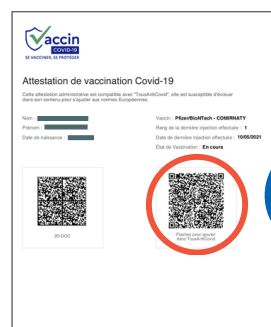 Vaccin
COVID-19
SE VACCINER, SE PROTÉGER
Attestation de vaccination Covid-19
Cette attestation administrative est compatible avec "TousAntiCovid", elle est susceptible d'évoluer
dans son contenu pour s'ajuster aux normes Européennes.
Nom :
Prénom :
Date de naissance :
Vaccin : Pfizer/BioNTech - COMIRNATY
Rang de la dernière injection effectuée : 1
Date de dernière injection effectuée : 10/05/2021
État de Vaccination : En cours
2D-DOC
Flashez pour ajouter
dans TousAntiCovid